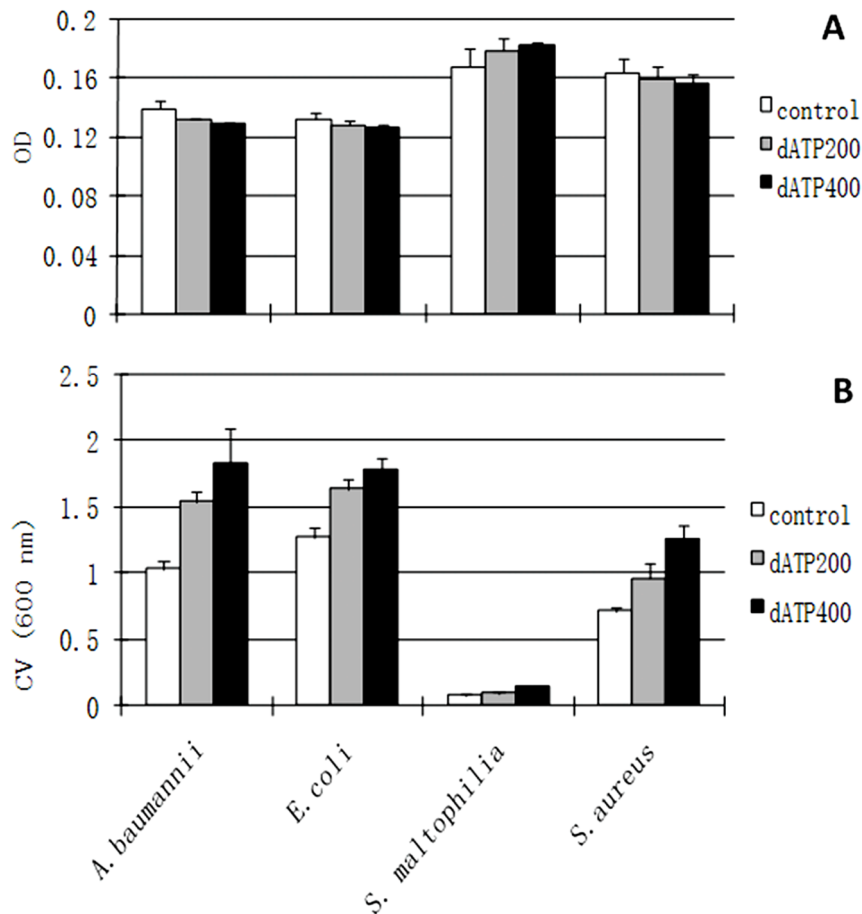 A
0.2
0.16
0.12
0.08
0.04
0
OD
control
dATP200
dATP400
B
2.5
2
1.5
1
0.5
0
CV (600 nm)
control
dATP200
dATP400
A.baumannii
E.coli
S. maltophilia
S.aureus